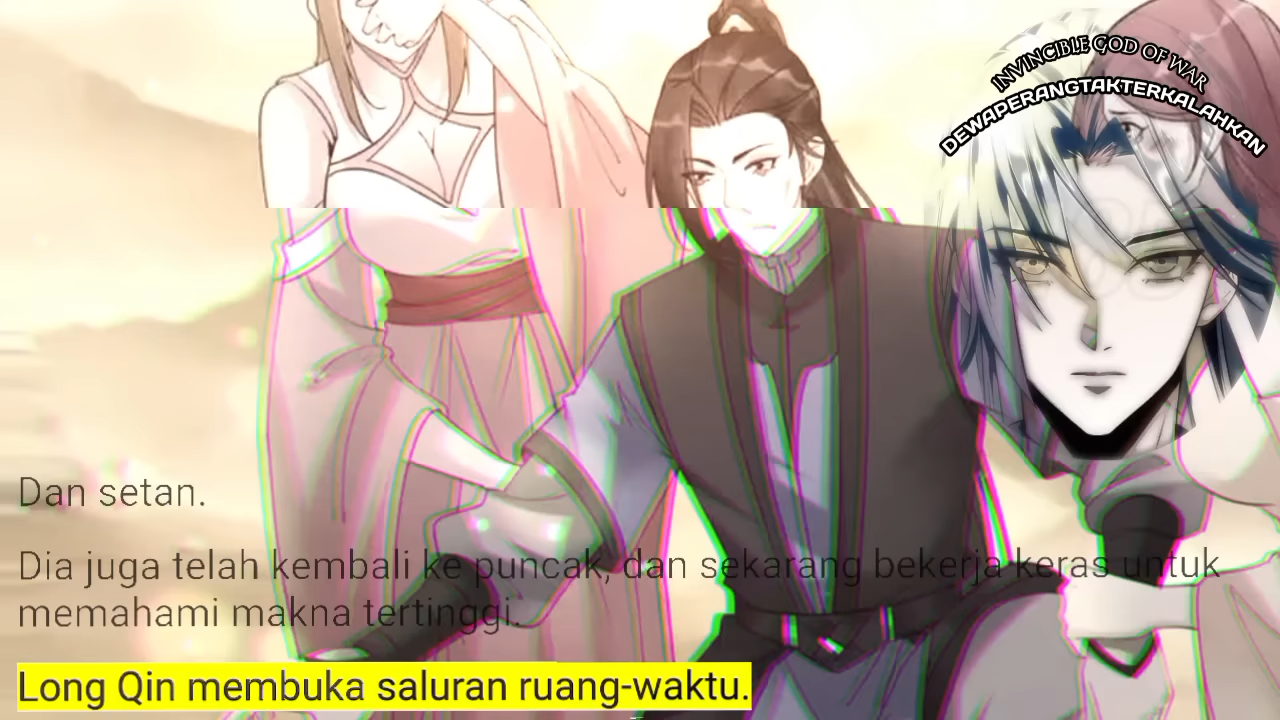 INVINCIBLE GOD OF WAR
DEWAPERANGTAKTERKALAHKAN
Dan setan.
Dia juga telah kembali ke puncak, dan sekarang bekerja keras untuk
memahami makna tertinggi.
Long Qin membuka saluran ruang-waktu.